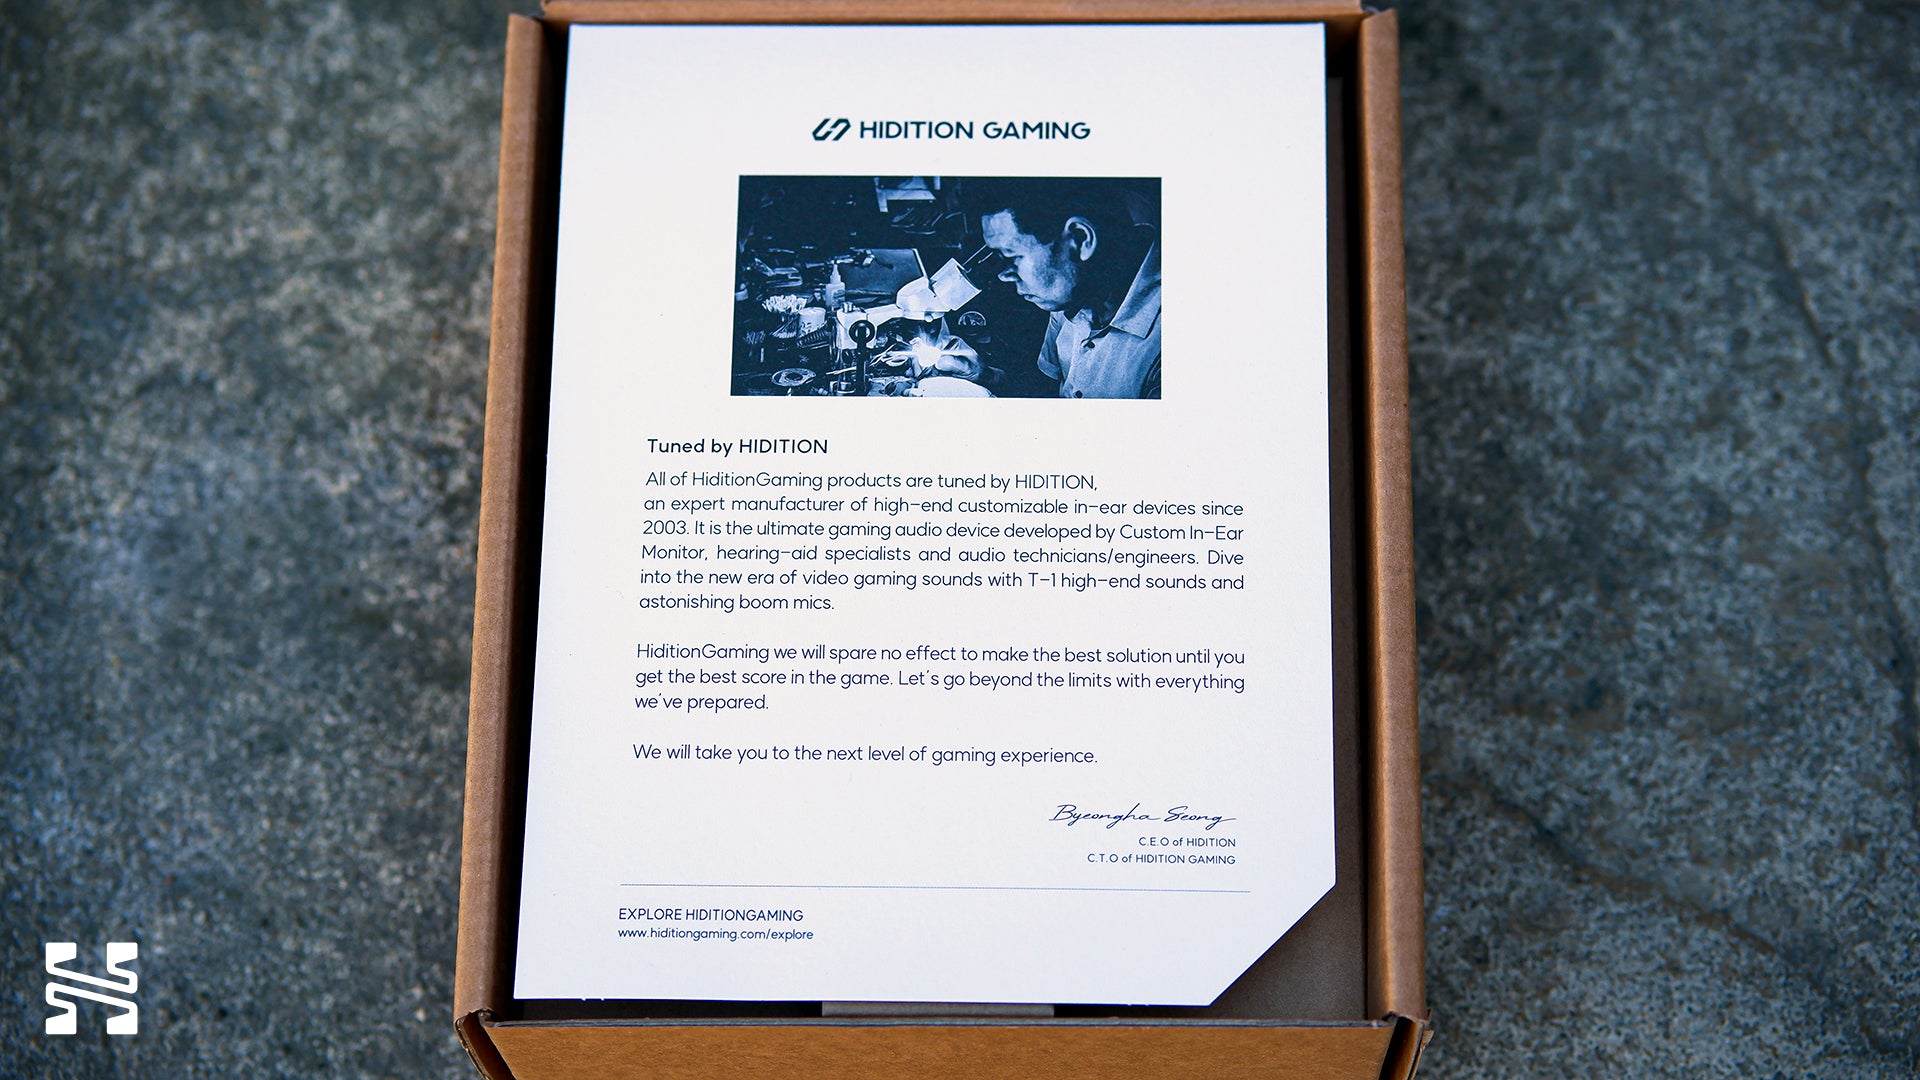 HIDITION GAMING
Tuned by HIDITION
All of HiditionGaming products are tuned by HIDITION,
an expert manufacturer of high-end customizable in-ear devices since
2003. It is the ultimate gaming audio device developed by Custom In-Ear
Monitor, hearing-aid specialists and audio technicians/engineers. Dive
into the new era of video gaming sounds with T-1 high-end sounds and
astonishing boom mics.
HiditionGaming we will spare no effect to make the best solution until you
get the best score in the game. Let's go beyond the limits with everything
we've prepared.
We will take you to the next level of gaming experience.
Byeongha Seong
C.E.O of HIDITION
C.T.O of HIDITION GAMING
EXPLORE HIDITIONGAMING
www.hiditiongaming.com/explore